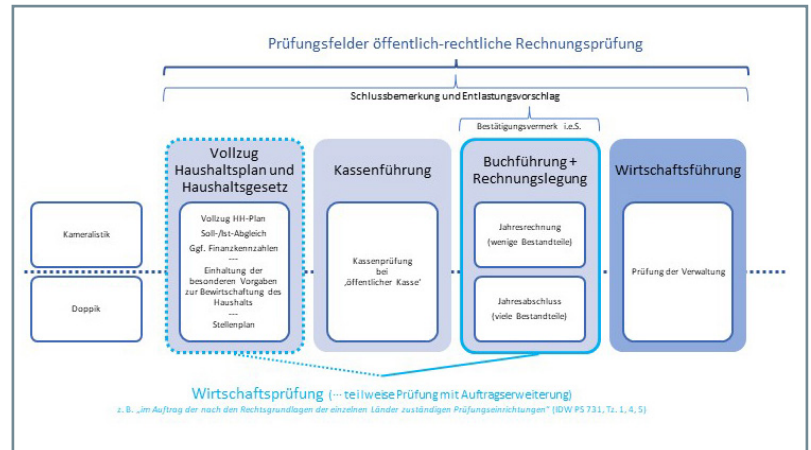 Prüfungsfelder öffentlich-rechtliche Rechnungsprüfung
Schlussbemerkung und Entlastungsvorschlag
Bestätigungsvermerk i.e.S.
Vollzug
Haushaltsplan und
Haushaltsgesetz
Kassenführung
Buchführung +
Rechnungslegung
Wirtschaftsführung
Kameralistik
Doppik
Vollzug HH-Plan
Soll-/Ist-Abgleich
Ggf. Finanzkennzahlen
---
Einhaltung der
besonderen Vorgaben
zur Bewirtschaftung des
Haushalts
---
Stellenplan
Kassenprüfung
bei
‚öffentlicher Kasse'
Jahresrechnung
(wenige Bestandteile)
Jahresabschluss
(viele Bestandteile)
Prüfung der Verwaltung
Wirtschaftsprüfung (… teilweise Prüfung mit Auftragserweiterung)
z. B. „im Auftrag der nach den Rechtsgrundlagen der einzelnen Länder zuständigen Prüfungseinrichtungen" (IDW PS 731, Tz. 1, 4, 5)